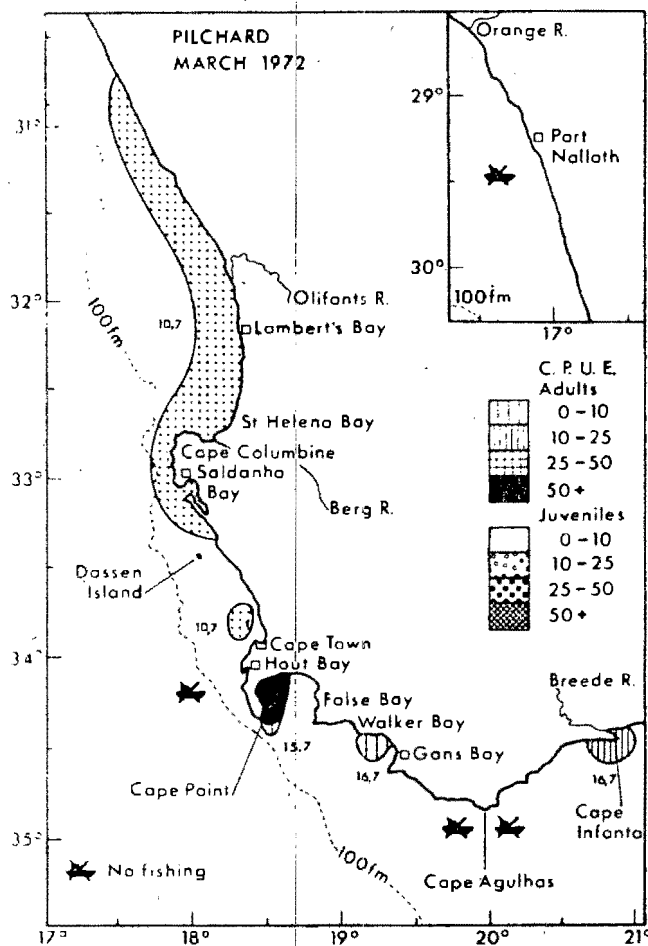 PILCHARD
MARCH 1972
Orange R.
29°
Port
Nalloth
30°
100fm
17°
31°
32°
33°
34°
35°
100fm
10,7
Olifants R.
Lambert's Bay
St Helena Bay
Cape Columbine
Saldanha
Bay
Berg R.
Dassen
Island
10,7
Cape Town
Hout Bay
False Bay
Walker Bay
Gans Bay
15,7
16,7
Breede R.
16,7
Cape
Infanta
Cape Point
100fm
Cape Agulhas
No fishing
C. P. U. E.
Adults
0-10
10-25
25-50
50+
Juveniles
0-10
10-25
25-50
50+
17°
18°
19°
20°
21°